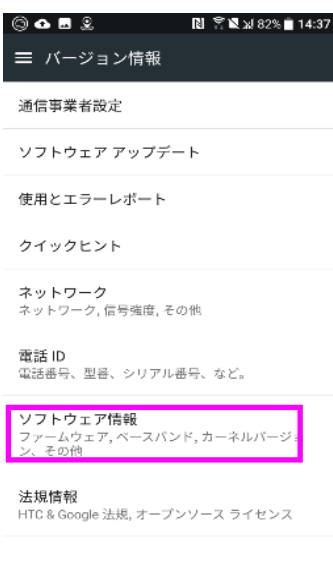 82% 14:37
バージョン情報
通信事業者設定
ソフトウェア アップデート
使用とエラーレポート
クイックヒント
ネットワーク
ネットワーク, 信号強度, その他
電話 ID
電話番号、型番、シリアル番号、など。
ソフトウェア情報
ファームウェア, ベースバンド, カーネルバージョ
ン、その他
法規情報
HTC & Google 法規, オープンソース ライセンス